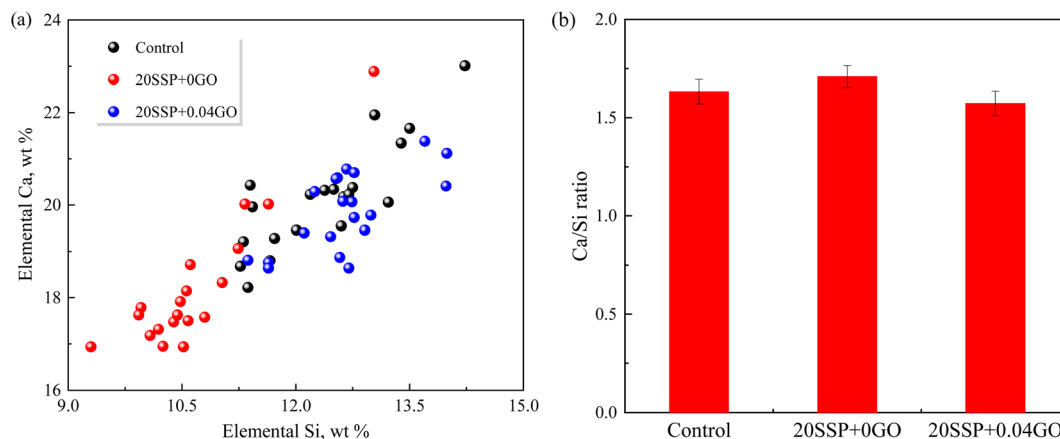 (a)
24
22
20
18
16
Elemental Ca, wt %
Control
20SSP+0GO
20SSP+0.04GO
9.0 10.5 12.0 13.5 15.0
Elemental Si, wt %
(b)
2.0
1.5
1.0
0.5
0.0
Ca/Si ratio
Control 20SSP+0GO 20SSP+0.04GO